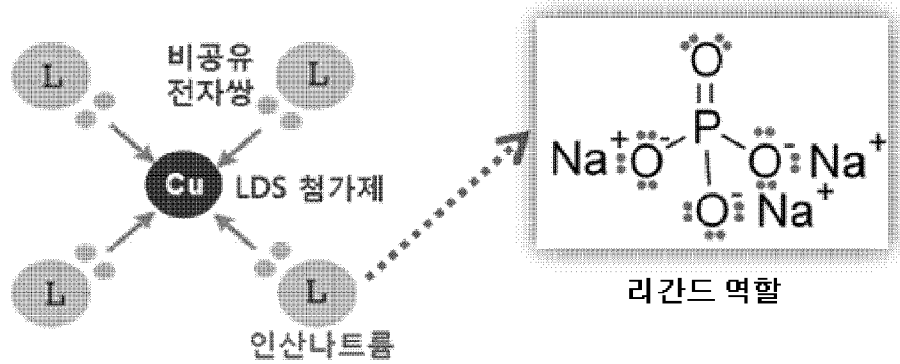 L
비공유
전자쌍
L
Cu
LDS 첨가제
L
L
인산나트륨
O
P
Na+ O- O- Na+
O- Na+
리간드 역할